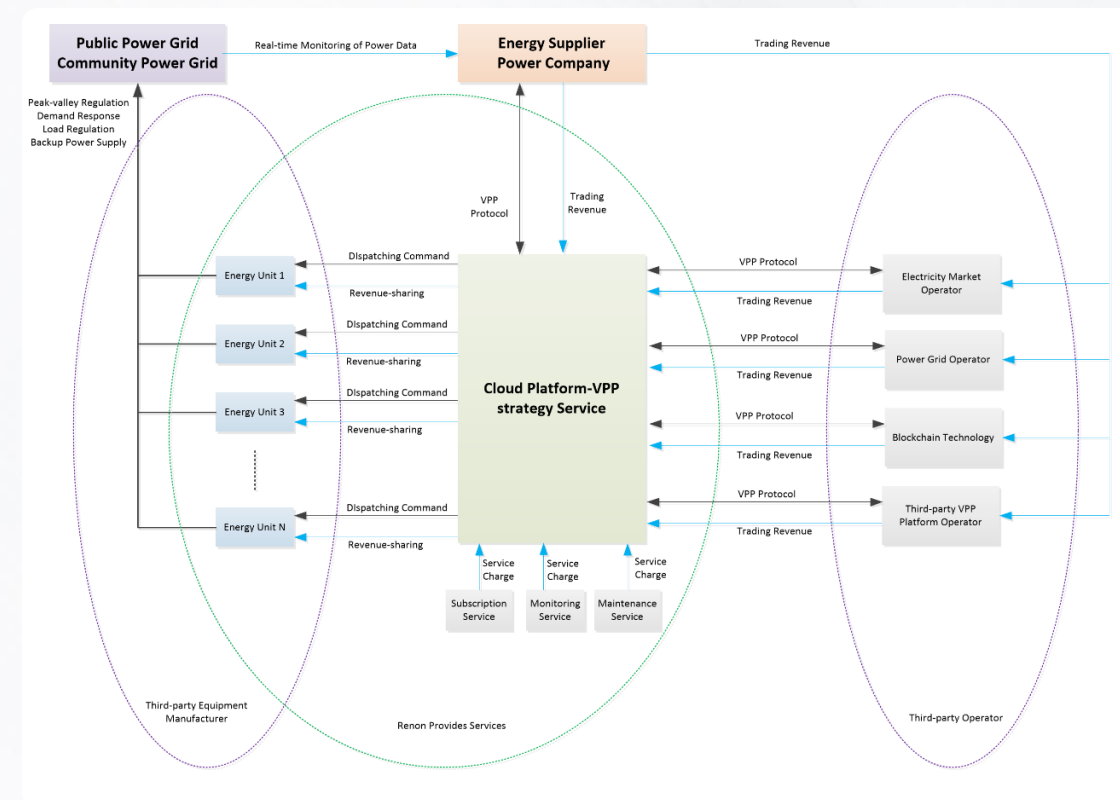 Public Power Grid
Community Power Grid
Real-time Monitoring of Power Data
Energy Supplier
Power Company
Trading Revenue
Peak-valley Regulation
Demand Response
Load Regulation
Backup Power Supply
VPP
Protocol
Trading
Revenue
Energy Unit 1
DIspatching Command
Revenue-sharing
Energy Unit 2
DIspatching Command
Revenue-sharing
Energy Unit 3
DIspatching Command
Revenue-sharing
Energy Unit N
DIspatching Command
Revenue-sharing
Cloud Platform-VPP
strategy Service
VPP Protocol
Trading Revenue
Electricity Market
Operator
VPP Protocol
Trading Revenue
Power Grid Operator
VPP Protocol
Trading Revenue
Blockchain Technology
VPP Protocol
Trading Revenue
Third-party VPP
Platform Operator
Service
Charge
Service
Charge
Service
Charge
Subscription
Service
Monitoring
Service
Maintenance
Service
Third-party Equipment
Manufacturer
Renon Provides Services
Third-party Operator